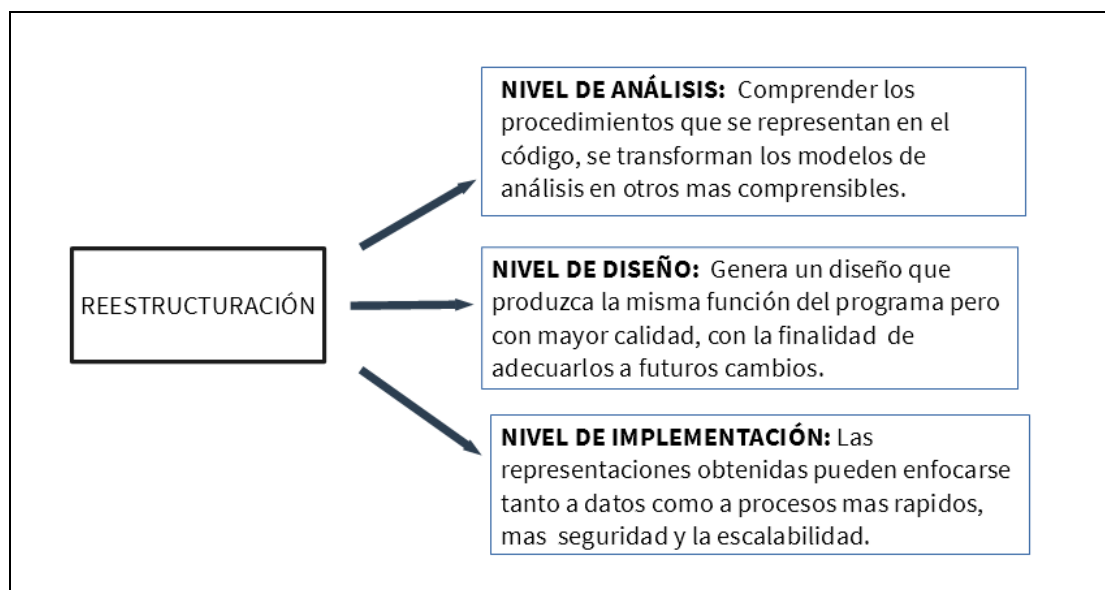 NIVEL DE ANÁLISIS: Comprender los
procedimientos que se representan en el
código, se transforman los modelos de
análisis en otros mas comprensibles.
REESTRUCTURACIÓN
NIVEL DE DISEÑO: Genera un diseño que
produzca la misma función del programa pero
con mayor calidad, con la finalidad de
adecuarlos a futuros cambios.
NIVEL DE IMPLEMENTACIÓN: Las
representaciones obtenidas pueden enfocarse
tanto a datos como a procesos mas rapidos,
mas seguridad y la escalabilidad.